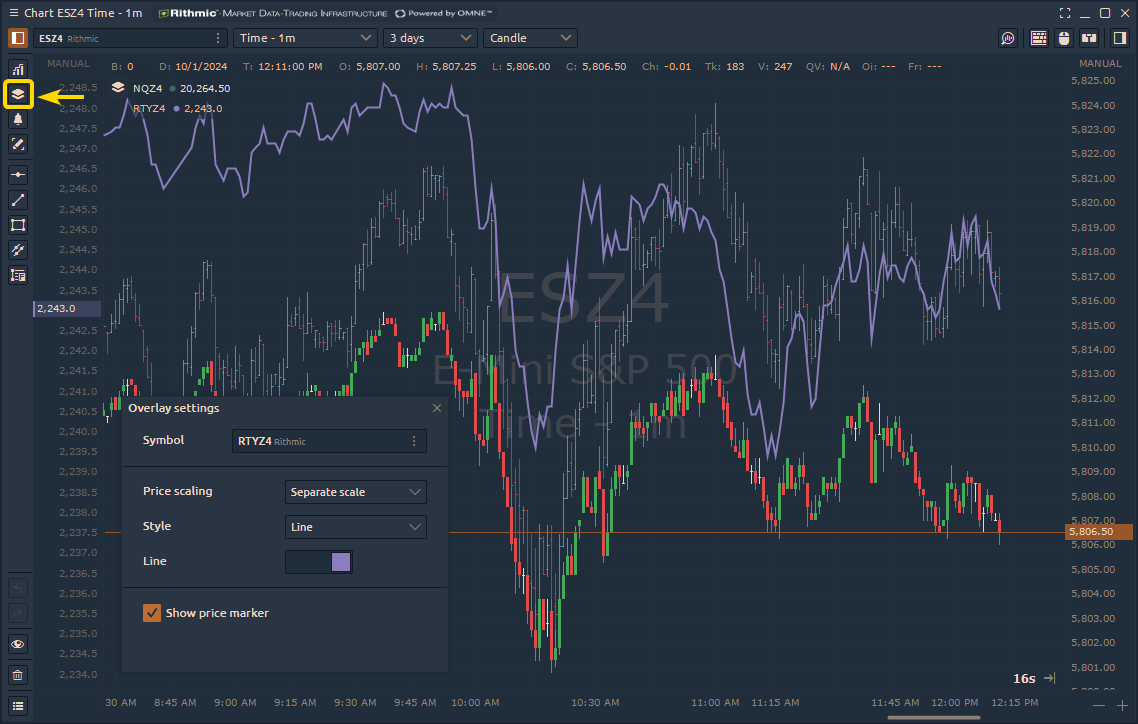 Chart ESZ4 Time - 1m
Rithmic™-Market Data-Trading Infrastructure
Powered by OMNE™
ESZ4 Rithmic
Time - 1m
3 days
Candle
MANUAL
B: 0 D: 10/1/2024 T: 12:11:00 PM O: 5,807.00 H: 5,807.25 L: 5,806.00 C: 5,806.50 Ch: -0.01 Tk: 183 V: 247 QV: N/A Oi: --- Fr: ---
MANUAL
NQZ4 20,264.50
RTYZ4 2,243.0
2,248.5
2,248.0
2,247.5
2,247.0
2,246.5
2,246.0
2,245.5
2,245.0
2,244.5
2,244.0
2,243.5
2,243.0
2,242.5
2,242.0
2,241.5
2,241.0
2,240.5
2,240.0
2,239.5
2,239.0
2,238.5
2,238.0
2,237.5
2,237.0
2,236.5
2,236.0
2,235.5
2,235.0
2,234.5
2,234.0
ESZ4
E-Mini S&P 500
Time - 1m
Overlay settings
Symbol
RTYZ4 Rithmic
Price scaling
Separate scale
Style
Line
Line
Show price marker
5,825.00
5,824.00
5,823.00
5,822.00
5,821.00
5,820.00
5,819.00
5,818.00
5,817.00
5,816.00
5,815.00
5,814.00
5,813.00
5,812.00
5,811.00
5,810.00
5,809.00
5,808.00
5,807.00
5,806.50
5,806.00
5,805.00
5,804.00
5,803.00
5,802.00
5,801.00
16s
30 AM 8:45 AM 9:00 AM 9:15 AM 9:30 AM 9:45 AM 10:00 AM 10:30 AM 11:00 AM 11:15 AM 11:45 AM 12:00 PM 12:15 PM